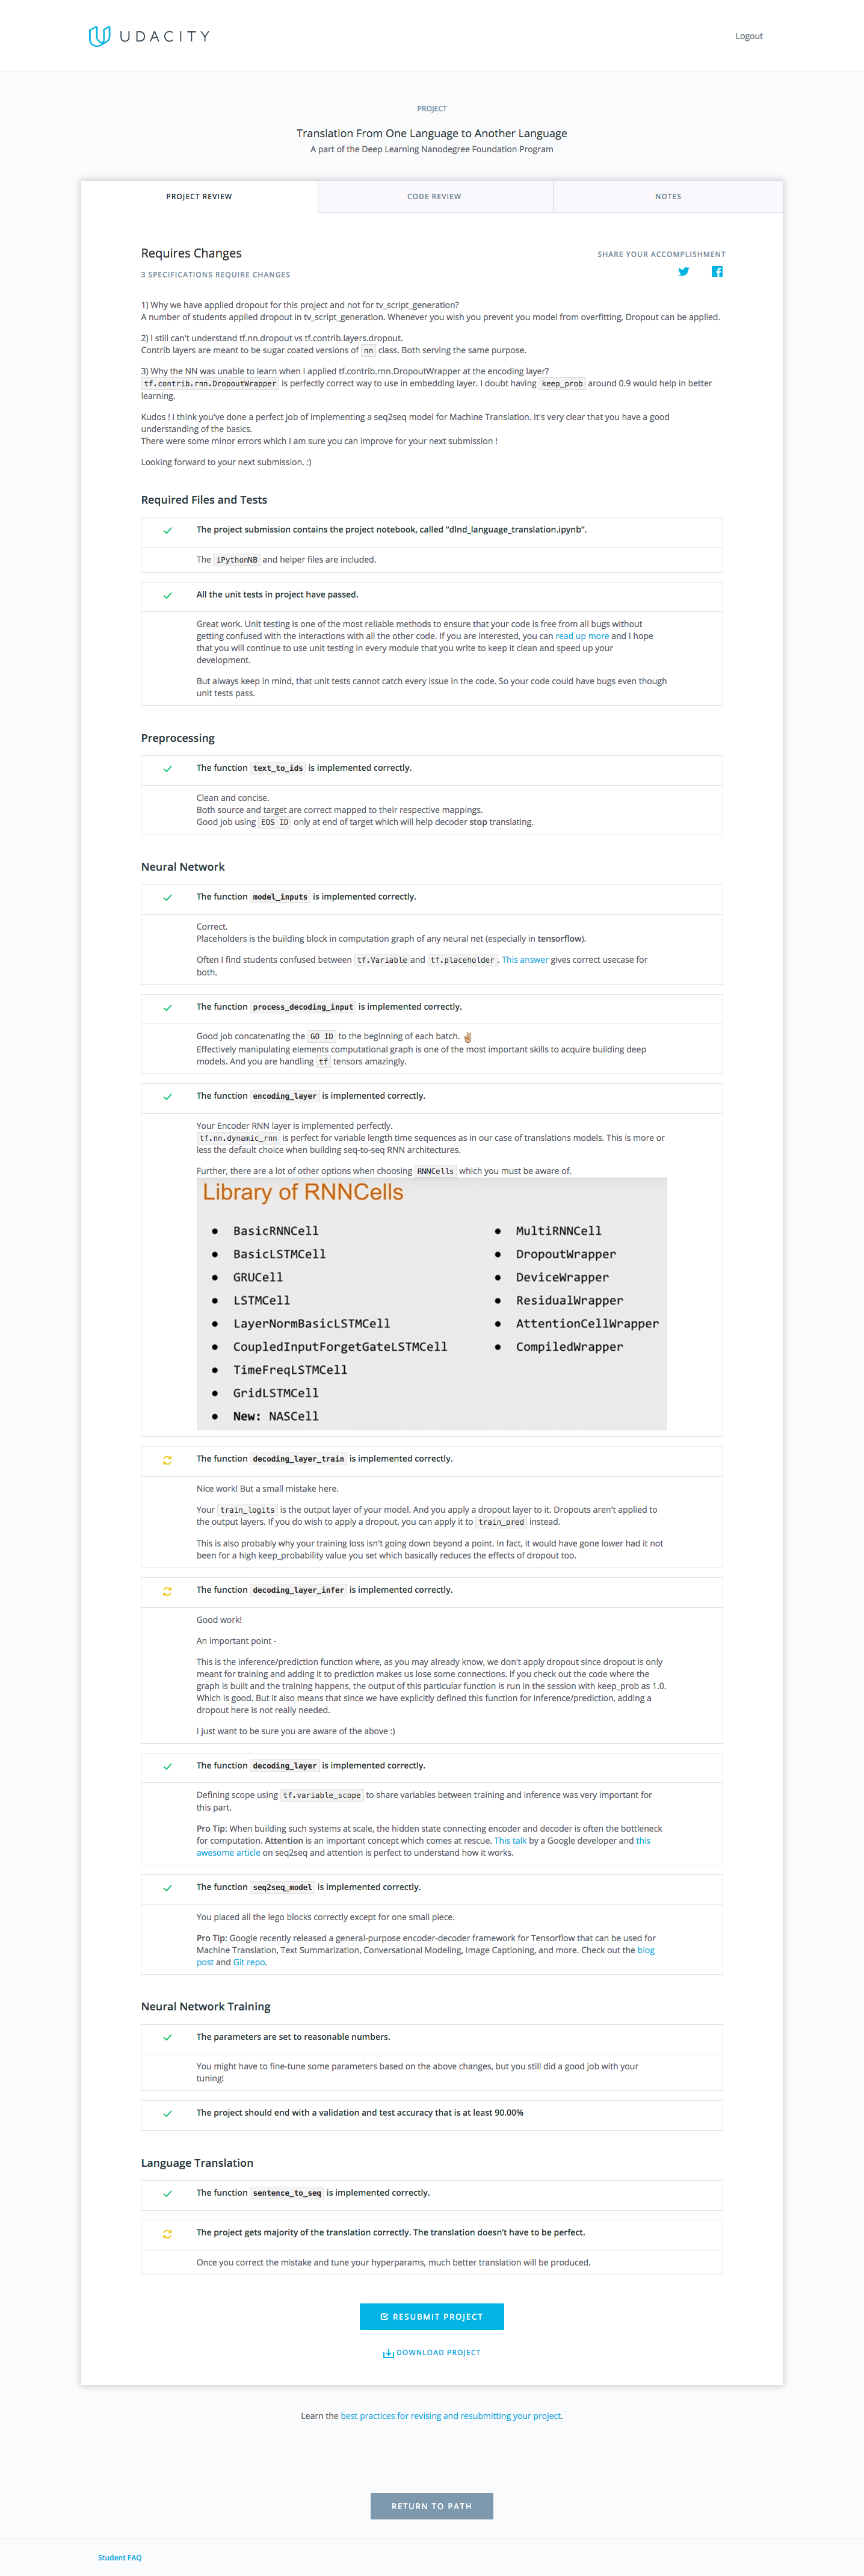 UDACITY
Logout
PROJECT
Translation From One Language to Another Language
A part of the Deep Learning Nanodegree Foundation Program
PROJECT REVIEW
CODE REVIEW
NOTES
Requires Changes
SHARE YOUR ACCOMPLISHMENT
3 SPECIFICATIONS REQUIRE CHANGES
1) Why we have applied dropout for this project and not for tv_script_generation?
A number of students applied dropout in tv_script_generation. Whenever you wish you prevent you model from overfitting, Dropout can be applied.
2) I still can't understand tf.nn.dropout vs tf.contrib.layers.dropout.
Contrib layers are meant to be sugar coated versions of nn class. Both serving the same purpose.
3) Why the NN was unable to learn when I applied tf.contrib.rnn.DropoutWrapper at the encoding layer?
tf.contrib.rnn.DropoutWrapper is perfectly correct way to use in embedding layer. I doubt having keep_prob around 0.9 would help in better
learning.
Kudos ! I think you've done a perfect job of implementing a seq2seq model for Machine Translation. It's very clear that you have a good
understanding of the basics.
There were some minor errors which I am sure you can improve for your next submission !
Looking forward to your next submission. :)
Required Files and Tests
The project submission contains the project notebook, called “dlnd_language_translation.ipynb”.
The iPythonNB and helper files are included.
All the unit tests in project have passed.
Great work. Unit testing is one of the most reliable methods to ensure that your code is free from all bugs without
getting confused with the interactions with all the other code. If you are interested, you can read up more and I hope
that you will continue to use unit testing in every module that you write to keep it clean and speed up your
development.
But always keep in mind, that unit tests cannot catch every issue in the code. So your code could have bugs even though
unit tests pass.
Preprocessing
The function text_to_ids is implemented correctly.
Clean and concise.
Both source and target are correct mapped to their respective mappings.
Good job using EOS ID only at end of target which will help decoder stop translating.
Neural Network
The function model_inputs is implemented correctly.
Correct.
Placeholders is the building block in computation graph of any neural net (especially in tensorflow).
Often I find students confused between tf.Variable and tf.placeholder. This answer gives correct usecase for
both.
The function process_decoding_input is implemented correctly.
Good job concatenating the GO ID to the beginning of each batch. ✌
Effectively manipulating elements computational graph is one of the most important skills to acquire building deep
models. And you are handling tf tensors amazingly.
The function encoding_layer is implemented correctly.
Your Encoder RNN layer is implemented perfectly.
tf.nn.dynamic_rnn is perfect for variable length time sequences as in our case of translations models. This is more or
less the default choice when building seq-to-seq RNN architectures.
Further, there are a lot of other options when choosing RNNCells which you must be aware of.
Library of RNNCells
● BasicRNNCell
● BasicLSTMCell
● GRUCell
● LSTMCell
● LayerNormBasicLSTMCell
● CoupledInputForgetGateLSTMCell
● TimeFreqLSTMCell
● GridLSTMCell
● New: NASCell
● MultiRNNCell
● DropoutWrapper
● DeviceWrapper
● ResidualWrapper
● AttentionCellWrapper
● CompiledWrapper
The function decoding_layer_train is implemented correctly.
Nice work! But a small mistake here.
Your train_logits is the output layer of your model. And you apply a dropout layer to it. Dropouts aren't applied to
the output layers. If you do wish to apply a dropout, you can apply it to train_pred instead.
This is also probably why your training loss isn't going down beyond a point. In fact, it would have gone lower had it not
been for a high keep_probability value you set which basically reduces the effects of dropout too.
The function decoding_layer_infer is implemented correctly.
Good work!
An important point -
This is the inference/prediction function where, as you may already know, we don't apply dropout since dropout is only
meant for training and adding it to prediction makes us lose some connections. If you check out the code where the
graph is built and the training happens, the output of this particular function is run in the session with keep_prob as 1.0.
Which is good. But it also means that since we have explicitly defined this function for inference/prediction, adding a
dropout here is not really needed.
I just want to be sure you are aware of the above :)
The function decoding_layer is implemented correctly.
Defining scope using tf.variable_scope to share variables between training and inference was very important for
this part.
Pro Tip: When building such systems at scale, the hidden state connecting encoder and decoder is often the bottleneck
for computation. Attention is an important concept which comes at rescue. This talk by a Google developer and this
awesome article on seq2seq and attention is perfect to understand how it works.
The function seq2seq_model is implemented correctly.
You placed all the lego blocks correctly except for one small piece.
Pro Tip: Google recently released a general-purpose encoder-decoder framework for Tensorflow that can be used for
Machine Translation, Text Summarization, Conversational Modeling, Image Captioning, and more. Check out the blog
post and Git repo.
Neural Network Training
The parameters are set to reasonable numbers.
You might have to fine-tune some parameters based on the above changes, but you still did a good job with your
tuning!
The project should end with a validation and test accuracy that is at least 90.00%
Language Translation
The function sentence_to_seq is implemented correctly.
The project gets majority of the translation correctly. The translation doesn’t have to be perfect.
Once you correct the mistake and tune your hyperparams, much better translation will be produced.
RESUBMIT PROJECT
DOWNLOAD PROJECT
Learn the best practices for revising and resubmitting your project.
RETURN TO PATH
Student FAQ